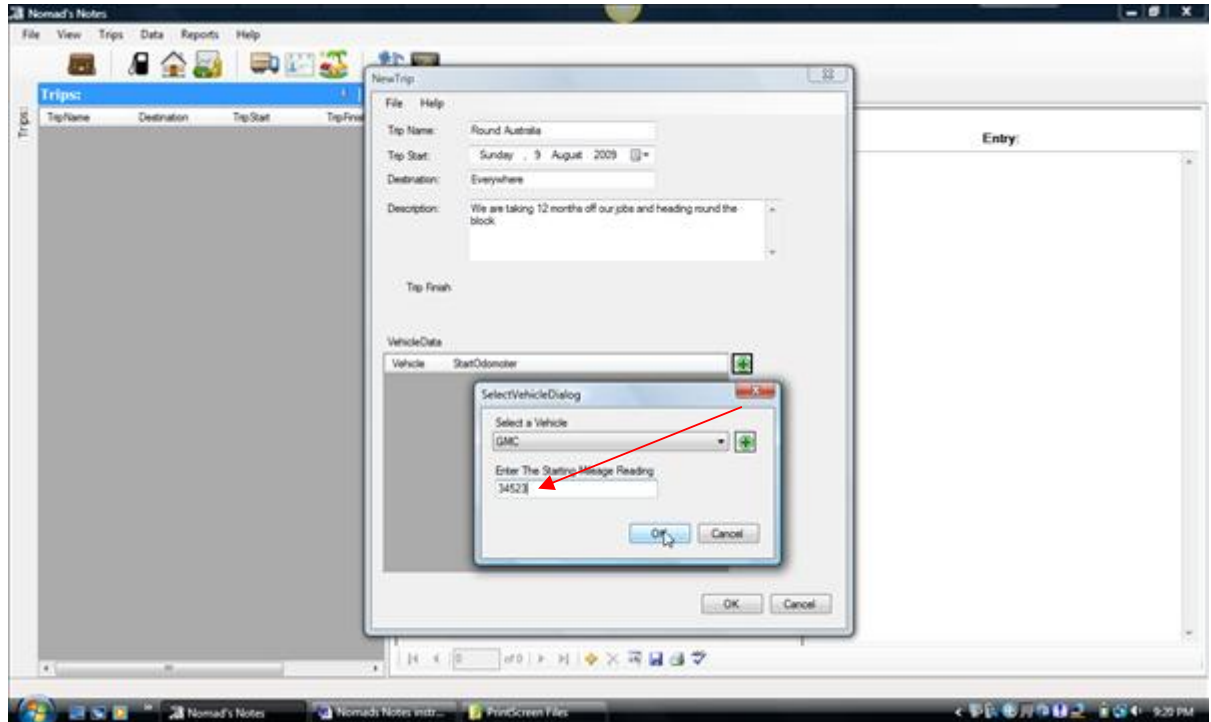 Nomad's Notes
File View Trips Data Reports Help
Trips:
Trips:
TripName Destination TripStart TripFinis
NewTrip
File Help
Trip Name: Round Australia
Trip Start: Sunday , 9 August 2009
Destination: Everywhere
Description: We are taking 12 months off our jobs and heading round the
block
Trip Finish
VehicleData
Vehicle StartOdomoter
SelectVehicleDialog
Select a Vehicle
GMC
Enter The Starting Mileage Reading
34523
OK Cancel
OK Cancel
Entry:
0 of 0
Nomad's Notes Nomads Notes instr... PrintScreen Files 9:20 PM